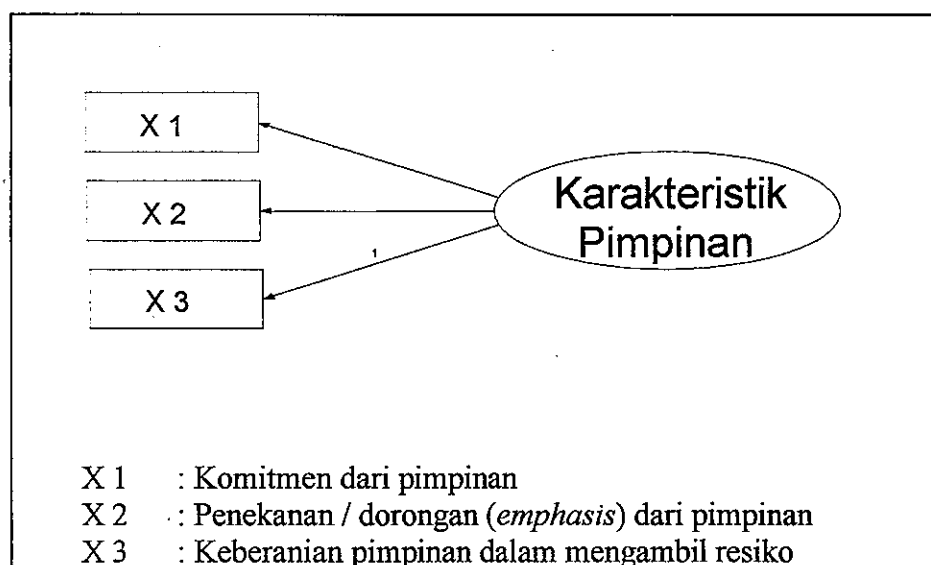 X 1
X 2
X 3
1
Karakteristik
Pimpinan
X 1 : Komitmen dari pimpinan
X 2 : Penekanan / dorongan (emphasis) dari pimpinan
X 3 : Keberanian pimpinan dalam mengambil resiko